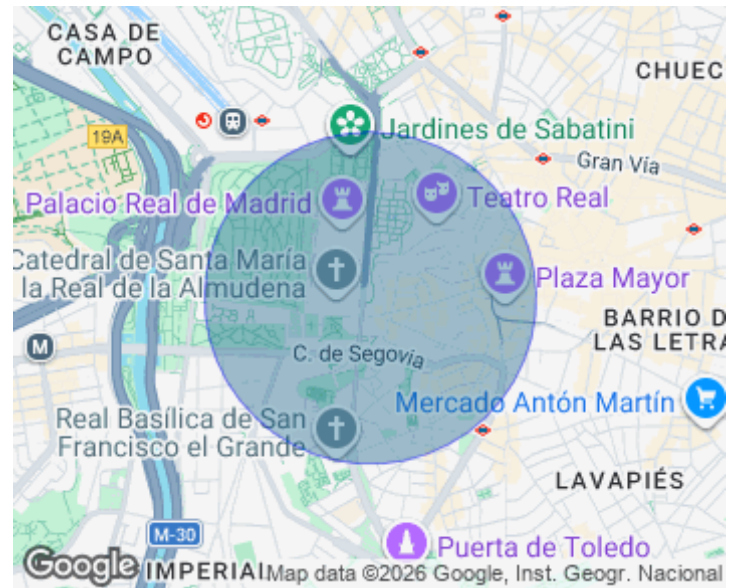 CASA DE
CAMPO
CHUEC
19A
Jardines de Sabatini
Gran Vía
Palacio Real de Madrid
Teatro Real
Catedral de Santa María
la Real de la Almudena
Plaza Mayor
BARRIO D
LAS LETRA
M
C. de Segovia
Mercado Antón Martín
Real Basílica de San
Francisco el Grande
LAVAPIÉS
M-30
Puerta de Toledo
Google
IMPERIAL
Map data ©2026 Google, Inst. Geogr. Nacional